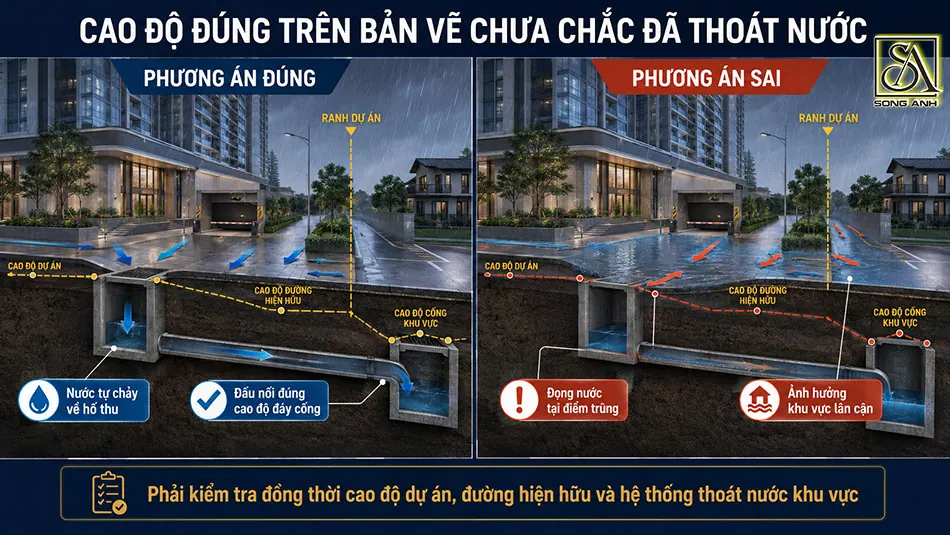 CAO ĐỘ ĐÚNG TRÊN BẢN VẼ CHƯA CHẮC ĐÃ THOÁT NƯỚC
SA
SONG ANH
PHƯƠNG ÁN ĐÚNG
RANH DỰ ÁN
CAO ĐỘ DỰ ÁN
CAO ĐỘ ĐƯỜNG
HIỆN HỮU
CAO ĐỘ CỐNG
KHU VỰC
Nước tự chảy
về hố thu
Đấu nối đúng
cao độ đáy cống
PHƯƠNG ÁN SAI
RANH DỰ ÁN
CAO ĐỘ DỰ ÁN
CAO ĐỘ ĐƯỜNG
HIỆN HỮU
CAO ĐỘ CỐNG
KHU VỰC
Đọng nước
tại điểm trũng
Ảnh hưởng
khu vực lân cận
Phải kiểm tra đồng thời cao độ dự án, đường hiện hữu và hệ thống thoát nước khu vực